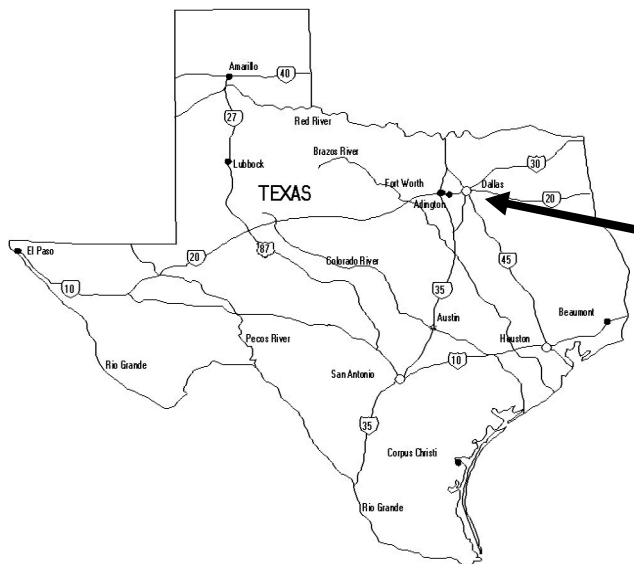 Amarillo
40
27
Red River
Brazos River
30
Lubbock
Fort Worth
Dallas
TEXAS
20
Arlington
El Paso
87
20
Colorado River
45
10
35
Beaumont
Austin
Pecos River
Houston
Rio Grande
10
San Antonio
35
Corpus Christi
Rio Grande